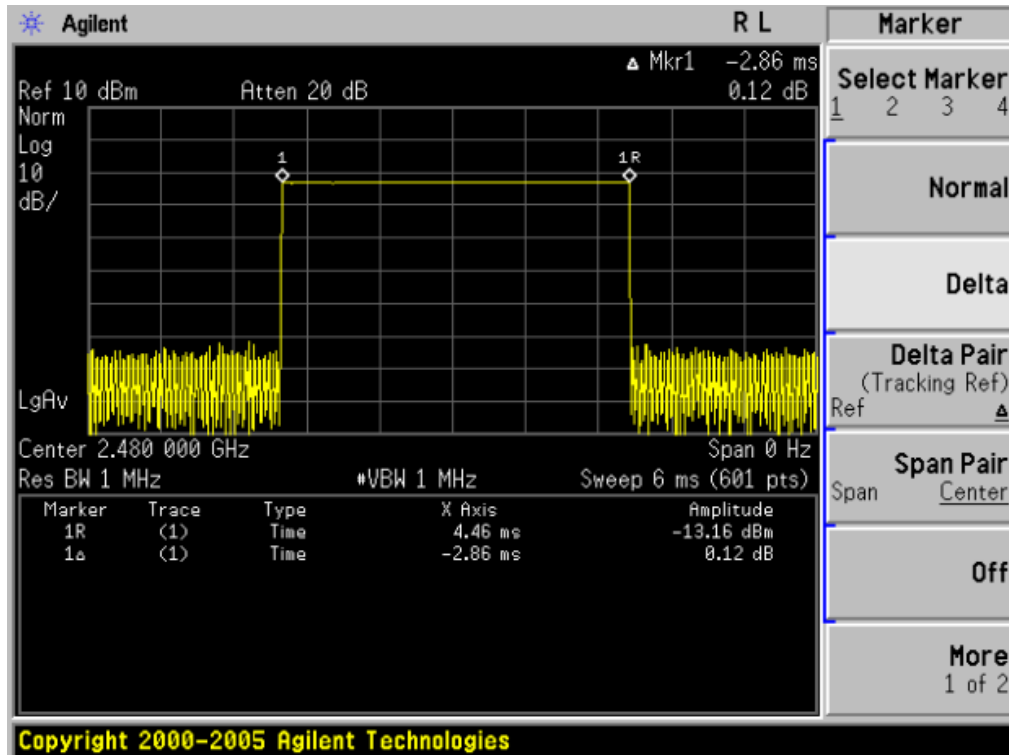 Agilent
R L
Marker
Δ Mkr1 -2.86 ms
Ref 10 dBm Atten 20 dB 0.12 dB
Norm
Log
10
dB/
1
1R
LgAv
Center 2.480 000 GHz Span 0 Hz
Res BW 1 MHz #VBW 1 MHz Sweep 6 ms (601 pts)
Marker Trace Type X Axis Amplitude
1R (1) Time 4.46 ms -13.16 dBm
1Δ (1) Time -2.86 ms 0.12 dB
Select Marker
1 2 3 4
Normal
Delta
Delta Pair
(Tracking Ref)
Ref Δ
Span Pair
Span Center
Off
More
1 of 2
Copyright 2000-2005 Agilent Technologies